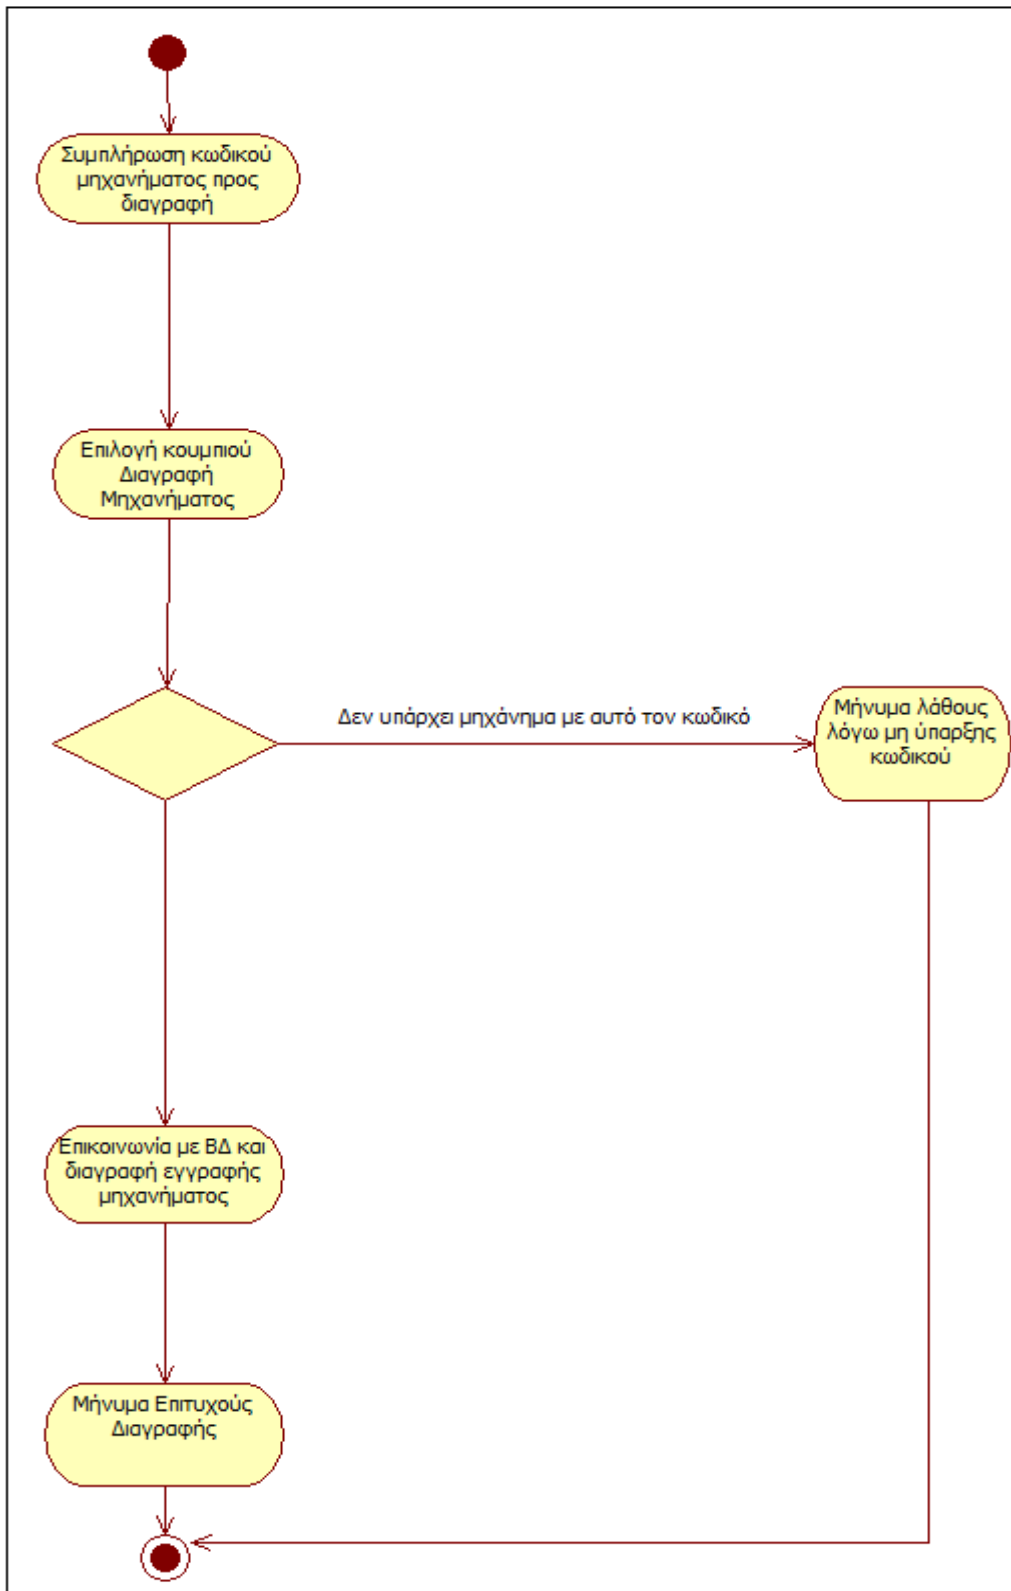 Συμπλήρωση κωδικού
μηχανήματος προς
διαγραφή
Επιλογή κουμπιού
Διαγραφή
Μηχανήματος
Δεν υπάρχει μηχάνημα με αυτό τον κωδικό
Μήνυμα λάθους
λόγω μη ύπαρξης
κωδικού
Επικοινωνία με ΒΔ και
διαγραφή εγγραφής
μηχανήματος
Μήνυμα Επιτυχούς
Διαγραφής